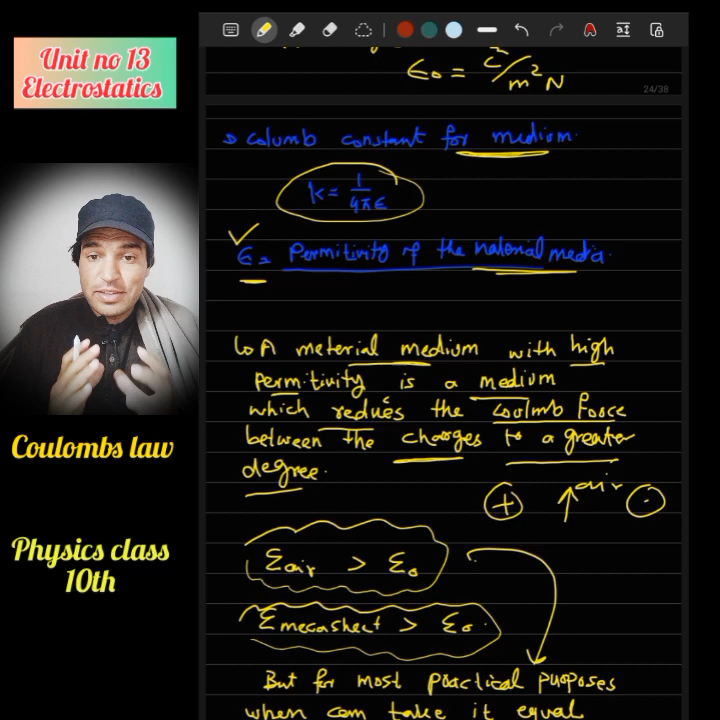 Unit no 13
Electrostatics
ε₀ = C²/m²N
24/38
Columb constant for medium.
k = 1/4πε
ε = Permitivity of the material media.
A meterial medium with high
permitivity is a medium
which reduĉes the coulmb force
between the charges to a greater
degree.
+ ↑ air -
εair > ε₀
εmecasheet > ε₀.
But for most practical purposes
when can take it equal
Coulombs law
Physics class
10th